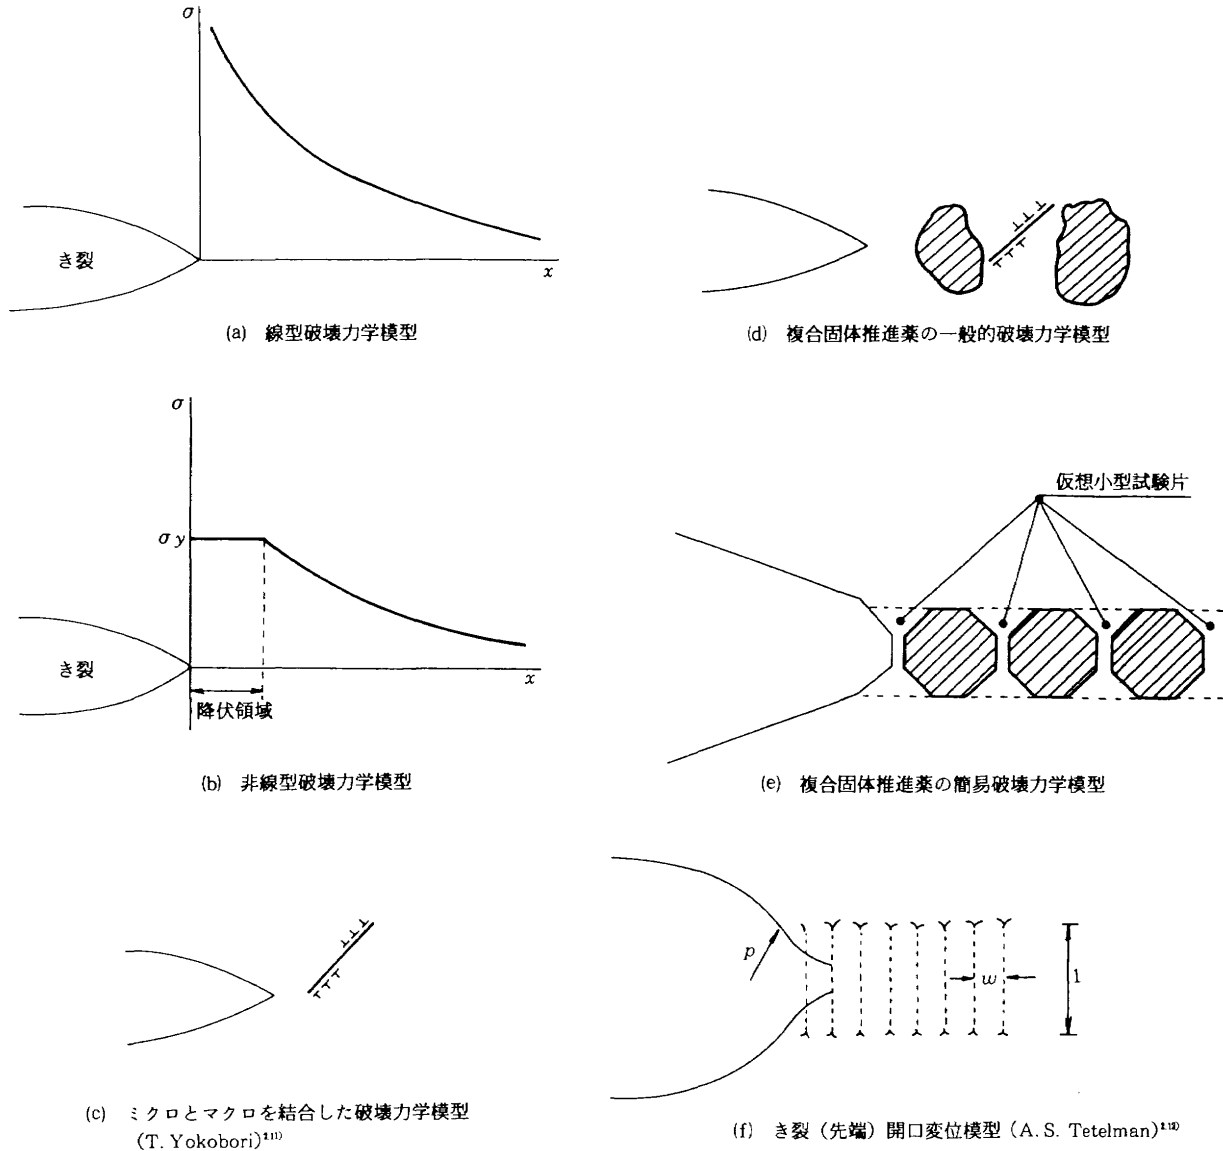 σ
き裂
x
(a) 線型破壊力学模型
σ
σy
き裂
x
降伏領域
(b) 非線型破壊力学模型
(c) ミクロとマクロを結合した破壊力学模型
(T. Yokobori)²¹¹⁾
(d) 複合固体推進薬の一般的破壊力学模型
仮想小型試験片
(e) 複合固体推進薬の簡易破壊力学模型
p
w
l
(f) き裂(先端)開口変位模型(A. S. Tetelman)²¹²⁾